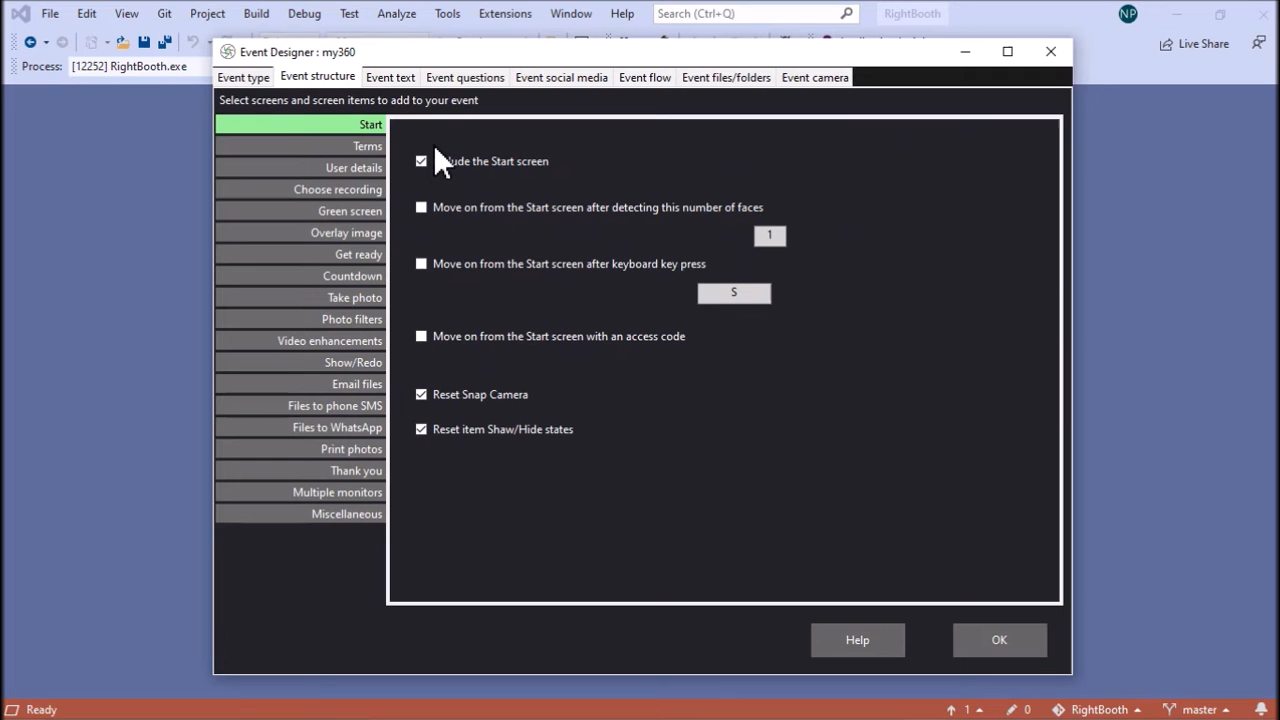 File Edit View Git Project Build Debug Test Analyze Tools Extensions Window Help Search (Ctrl+Q) RightBooth NP
Live Share
Process: [12252] RightBooth.exe
Event Designer : my360
Event type Event structure Event text Event questions Event social media Event flow Event files/folders Event camera
Select screens and screen items to add to your event
Start
Terms
User details
Choose recording
Green screen
Overlay image
Get ready
Countdown
Take photo
Photo filters
Video enhancements
Show/Redo
Email files
Files to phone SMS
Files to WhatsApp
Print photos
Thank you
Multiple monitors
Miscellaneous
the Start screen
Move on from the Start screen after detecting this number of faces
1
Move on from the Start screen after keyboard key press
S
Move on from the Start screen with an access code
Reset Snap Camera
Reset item Shaw/Hide states
Help OK
Ready 1 0 RightBooth master